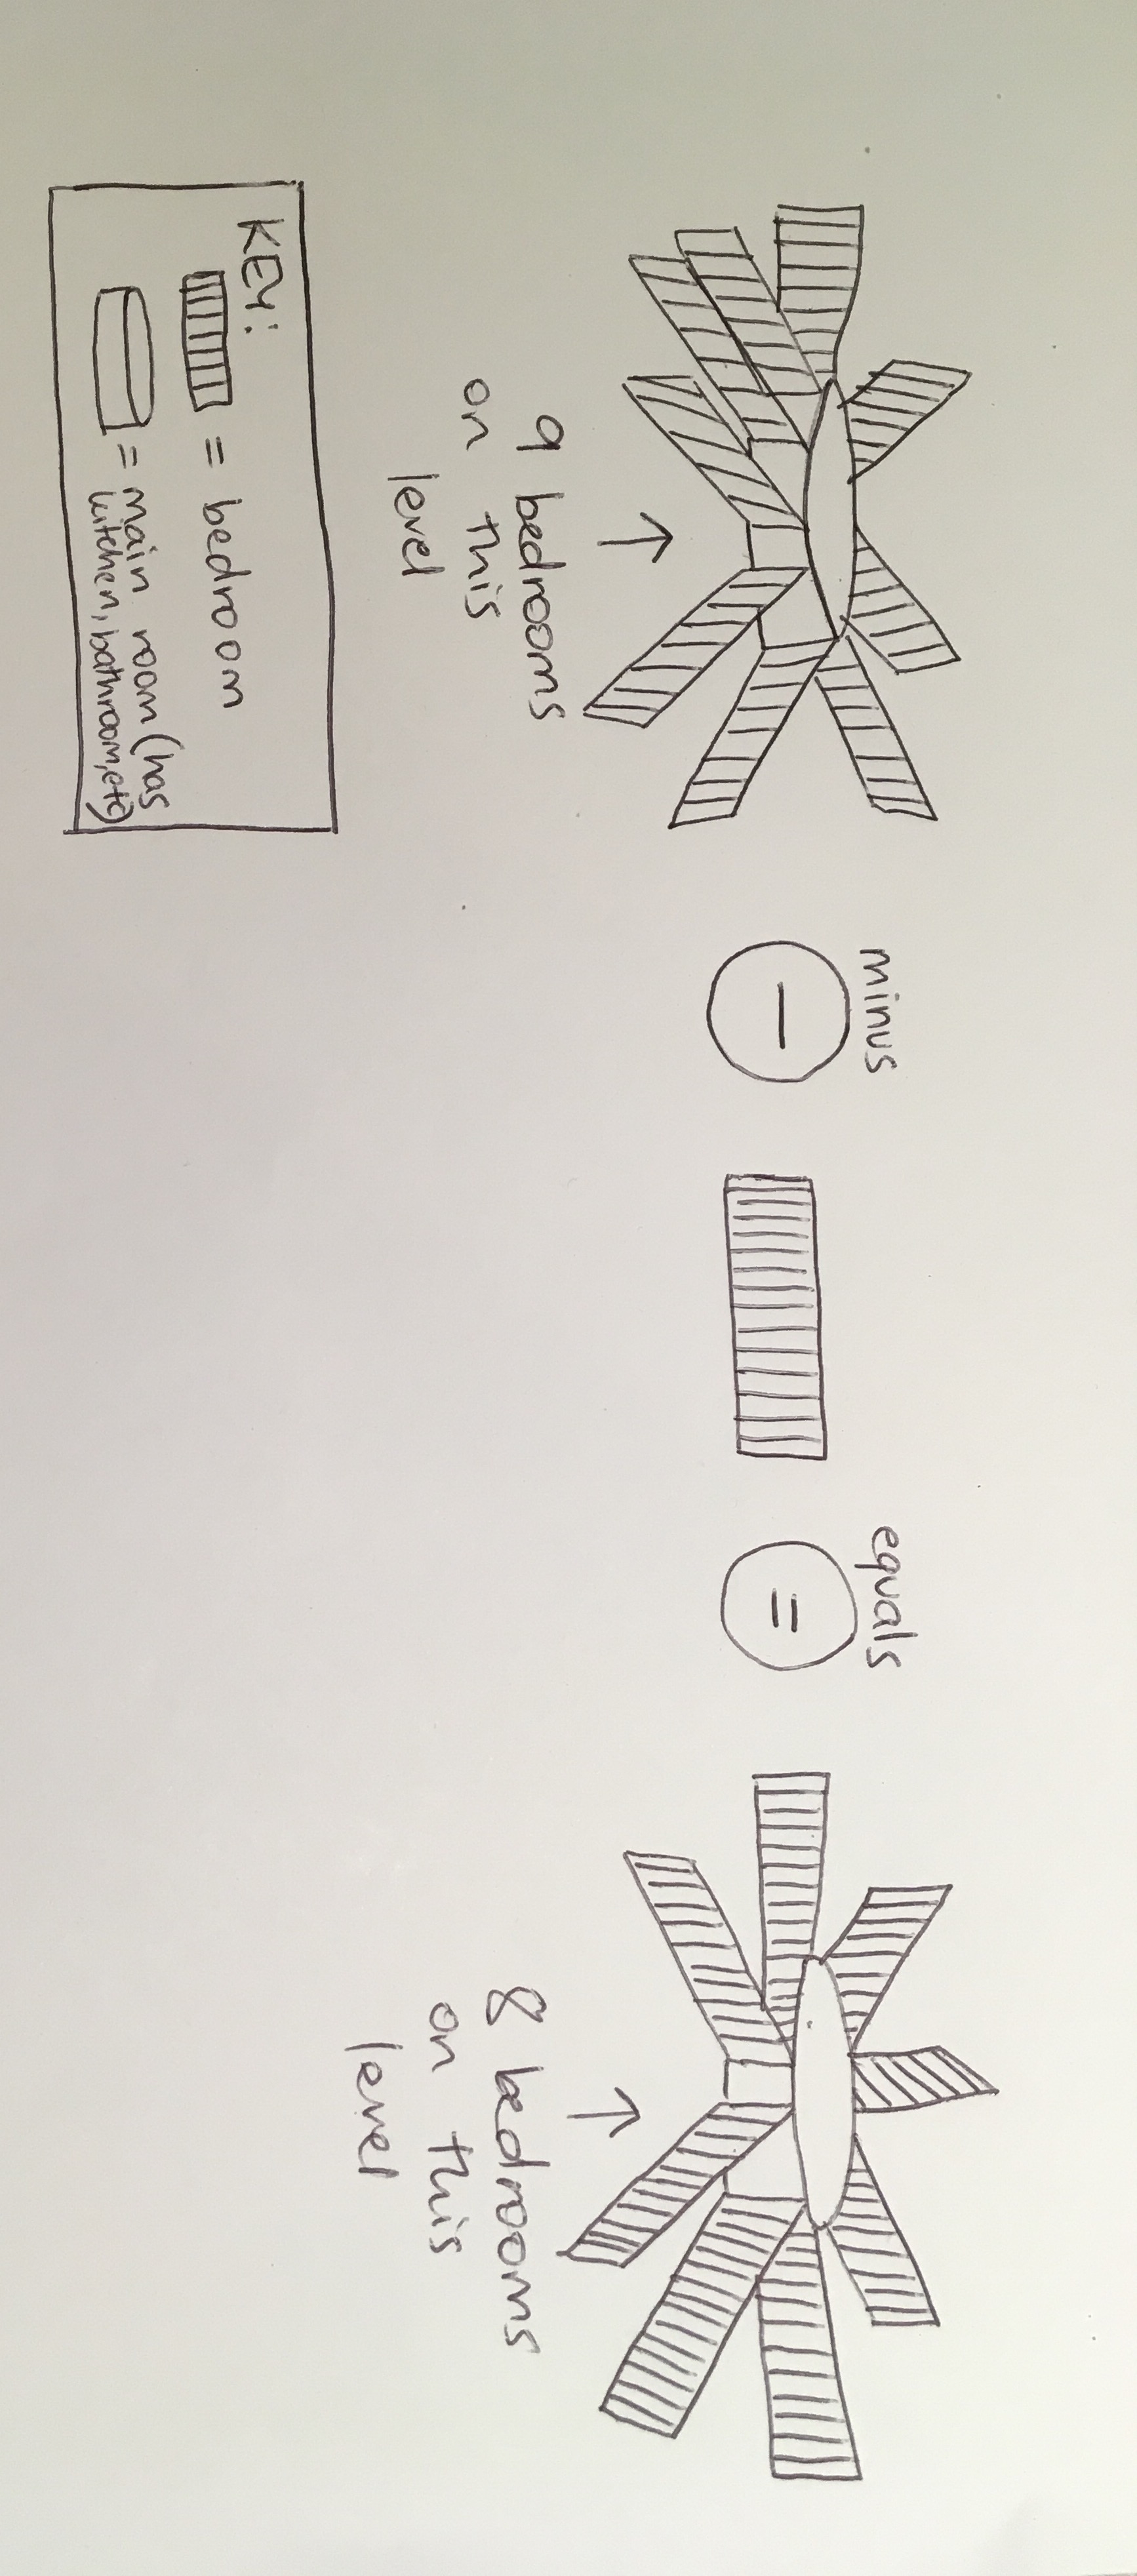 minus
−
equals
=
9 bedrooms
on this
level
8 bedrooms
on this
level
KEY:
= bedroom
= main room (has
kitchen, bathroom, etc)